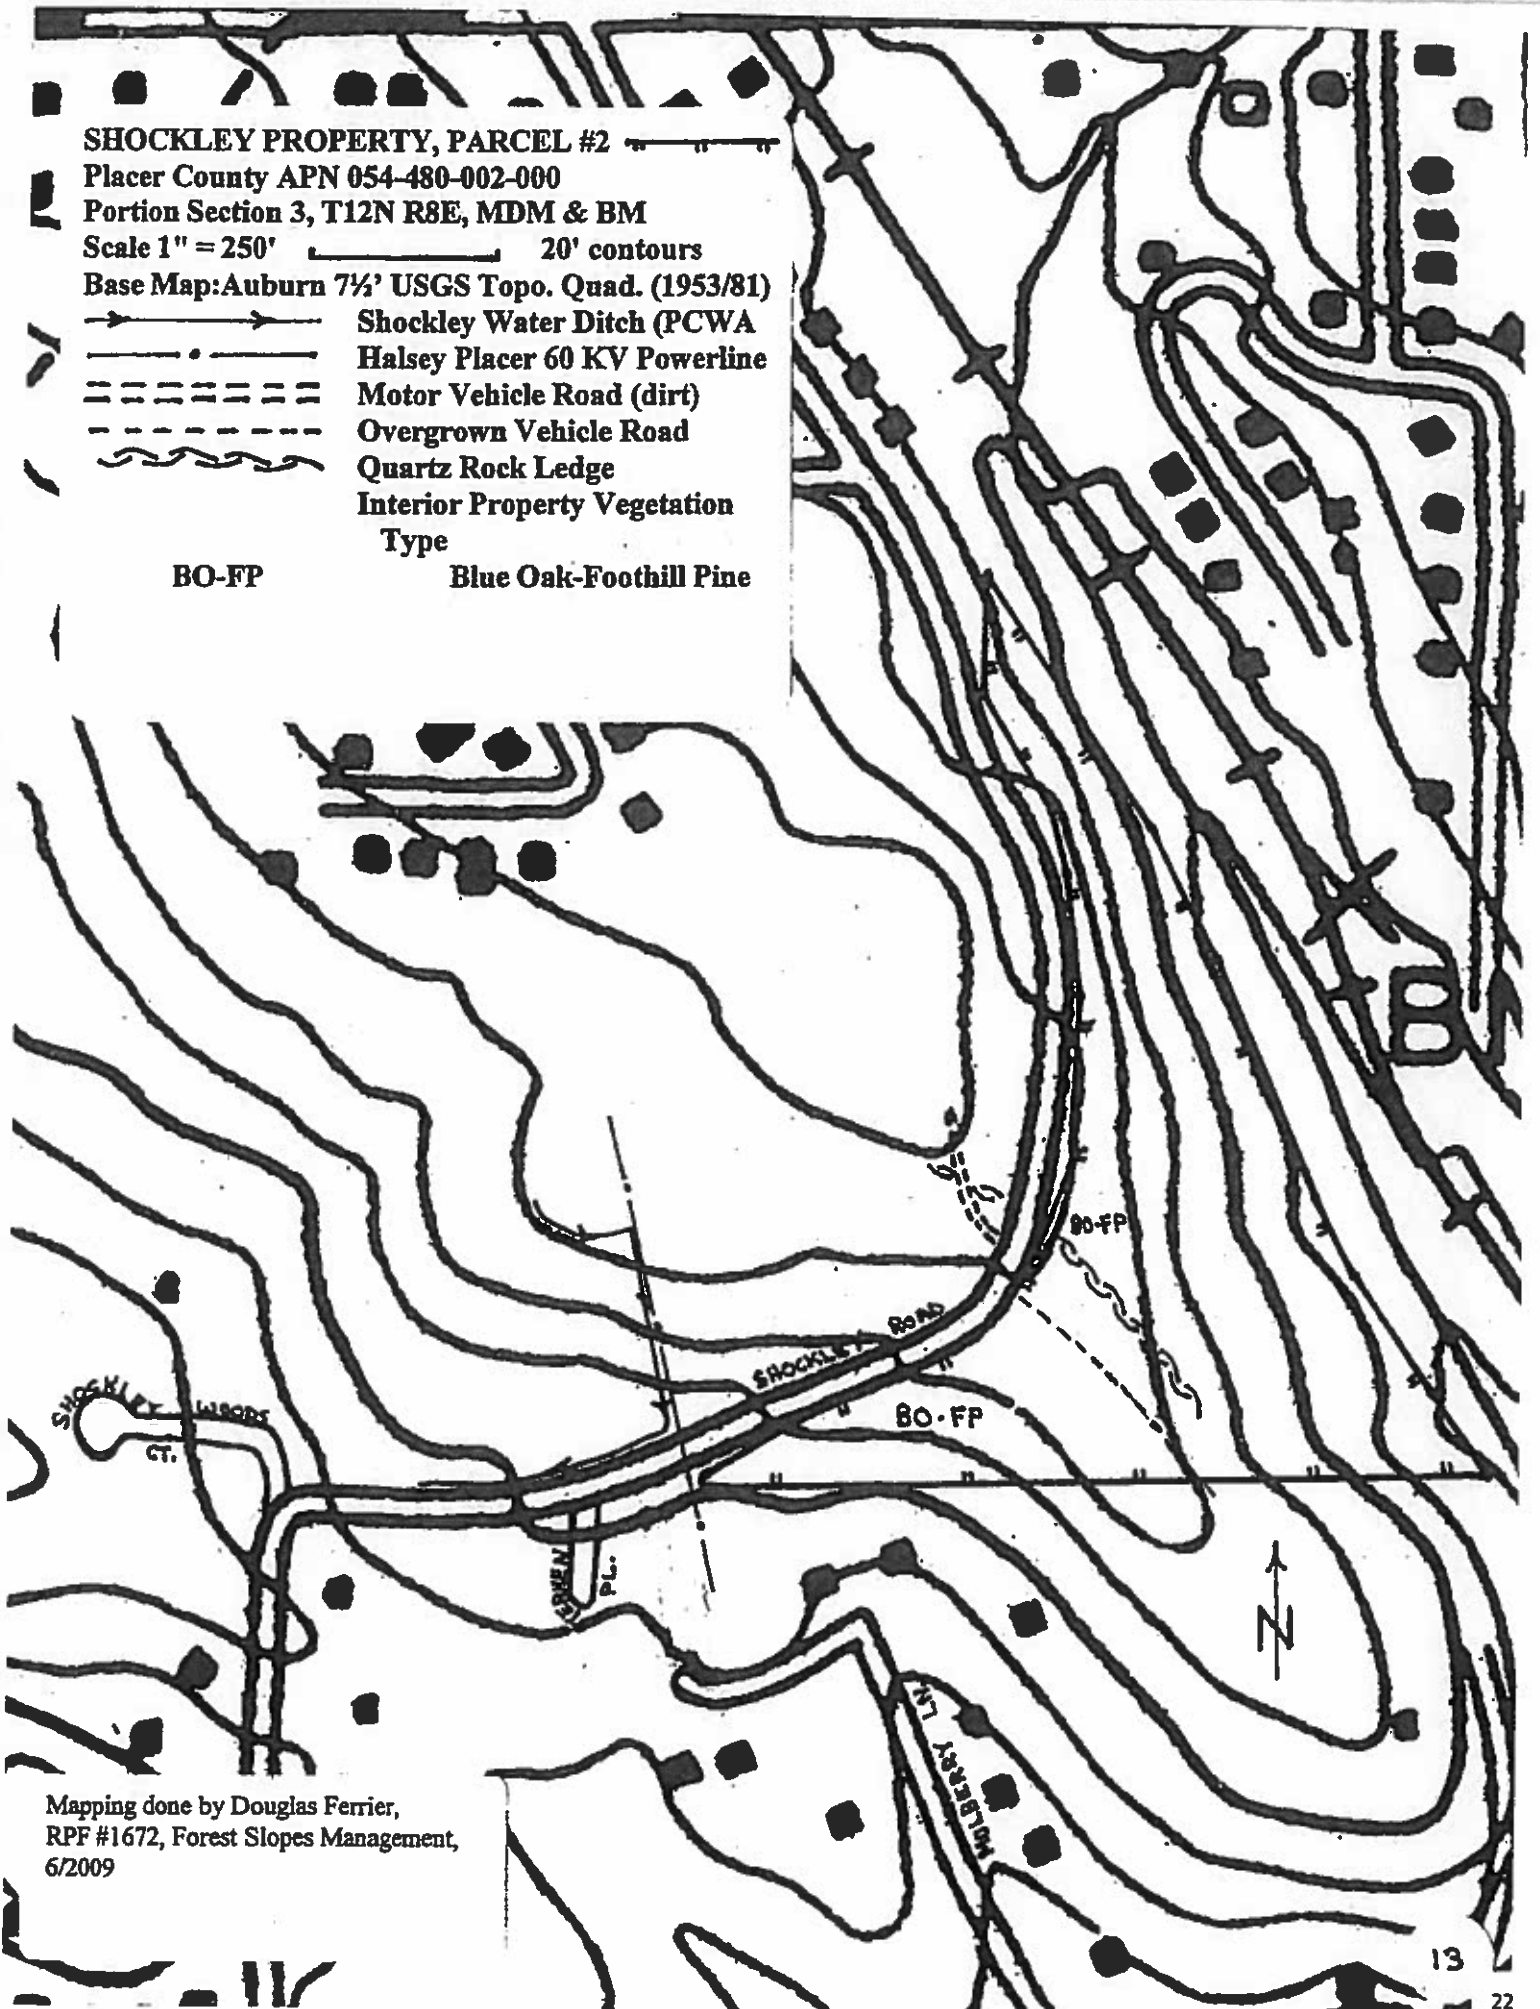 SHOCKLEY PROPERTY, PARCEL #2
Placer County APN 054-480-002-000
Portion Section 3, T12N R8E, MDM & BM
Scale 1" = 250' 20' contours
Base Map:Auburn 7½' USGS Topo. Quad. (1953/81)
Shockley Water Ditch (PCWA
Halsey Placer 60 KV Powerline
Motor Vehicle Road (dirt)
Overgrown Vehicle Road
Quartz Rock Ledge
Interior Property Vegetation
Type
BO-FP Blue Oak-Foothill Pine
BO-FP
SHOCKLEY ROAD
BO-FP
SHOCKLEY WOODS
CT.
PL.
N
MULBERRY LN.
Mapping done by Douglas Ferrier,
RPF #1672, Forest Slopes Management,
6/2009
13
22